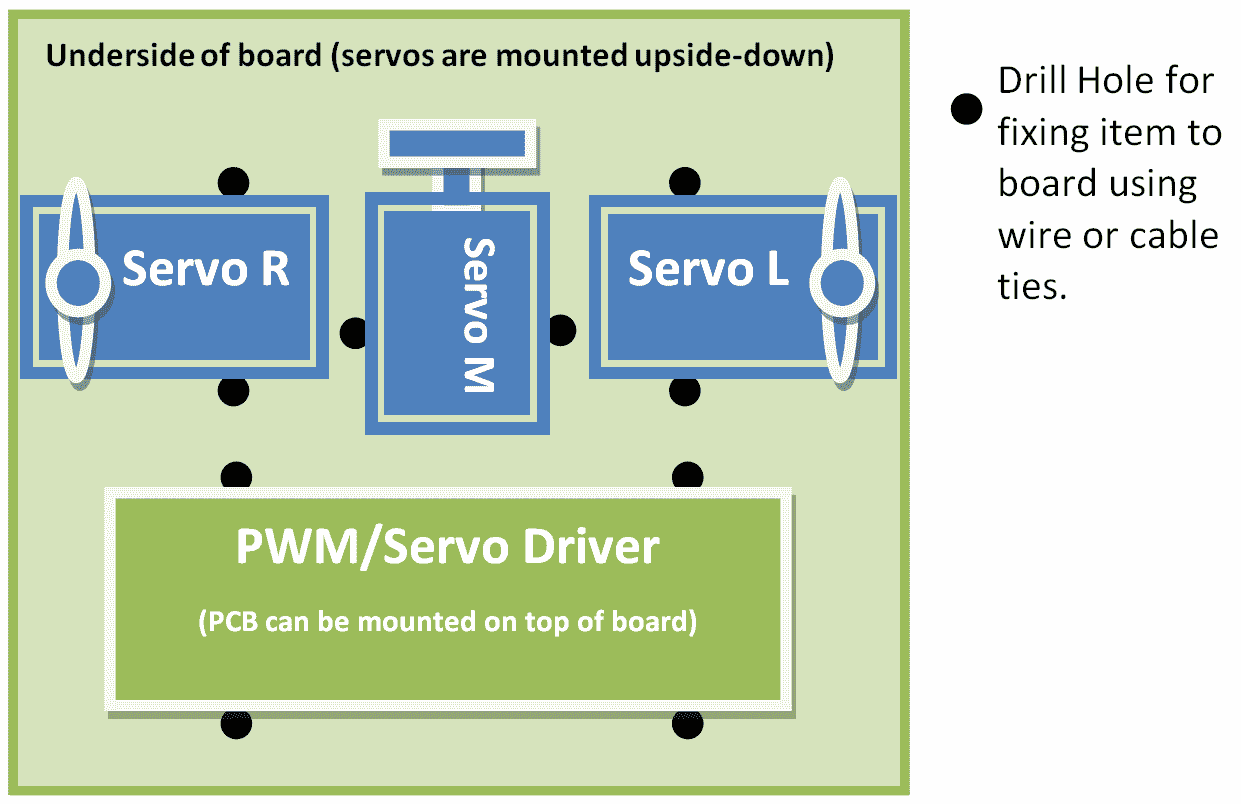 Underside of board (servos are mounted upside-down)
Drill Hole for
fixing item to
board using
wire or cable
ties.
Servo R
Servo M
Servo L
PWM/Servo Driver
(PCB can be mounted on top of board)